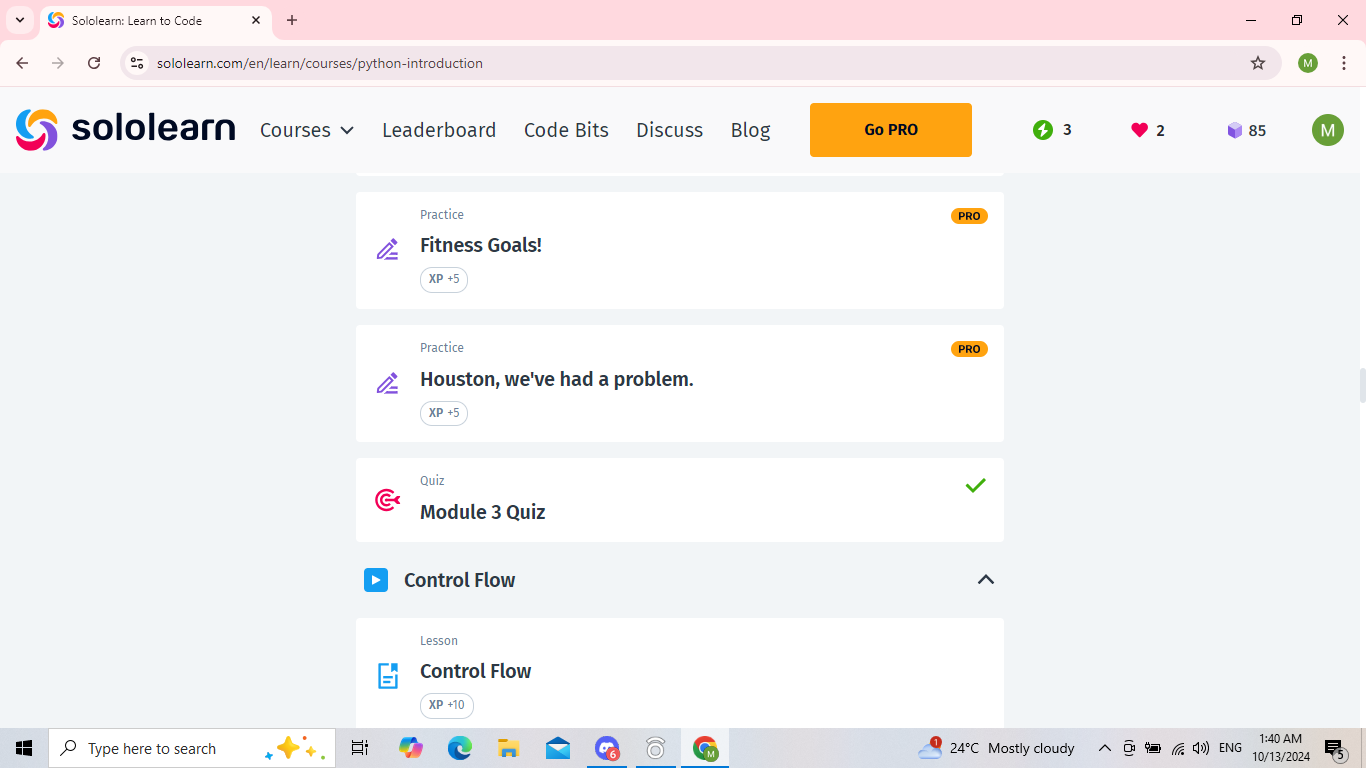 Sololearn: Learn to Code
sololearn.com/en/learn/courses/python-introduction
M
sololearn
Courses
Leaderboard
Code Bits
Discuss
Blog
Go PRO
3
2
85
M
Practice
PRO
Fitness Goals!
XP +5
Practice
PRO
Houston, we've had a problem.
XP +5
Quiz
Module 3 Quiz
Control Flow
Lesson
Control Flow
XP +10
Type here to search
6
M
1
24°C Mostly cloudy
ENG
1:40 AM
10/13/2024
5